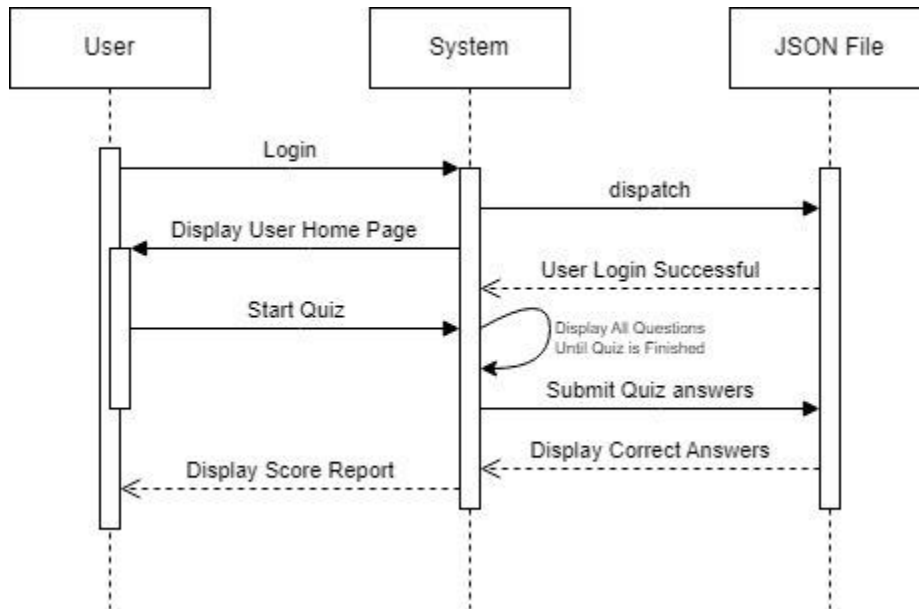 User
System
JSON File
Login
dispatch
Display User Home Page
User Login Successful
Start Quiz
Display All Questions
Until Quiz is Finished
Submit Quiz answers
Display Correct Answers
Display Score Report